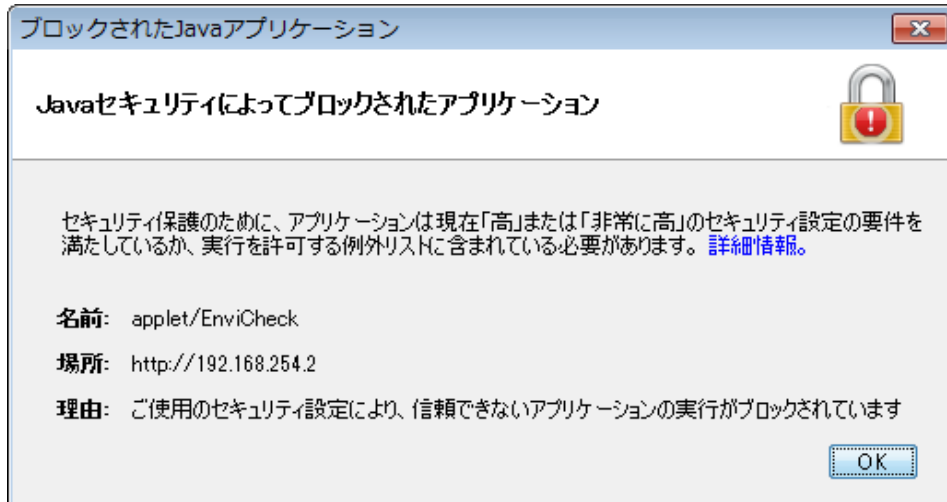 ブロックされたJavaアプリケーション
Javaセキュリティによってブロックされたアプリケーション
セキュリティ保護のために、アプリケーションは現在「高」または「非常に高」のセキュリティ設定の要件を
満たしているか、実行を許可する例外リストに含まれている必要があります。詳細情報。
名前: applet/EnviCheck
場所: http://192.168.254.2
理由: ご使用のセキュリティ設定により、信頼できないアプリケーションの実行がブロックされています
OK